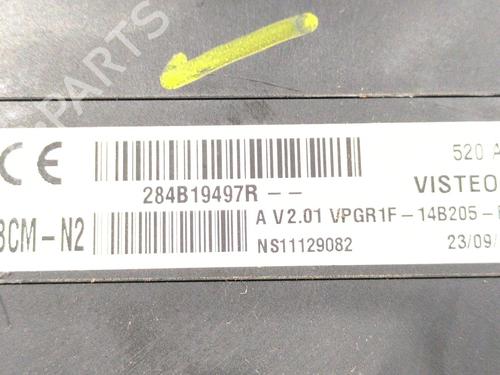 PARTS
CE
520 A
284B19497R - -
VISTEO
BCM-N2
A V2.01 VPGR1F-14B205-
NS11129082
23/09/